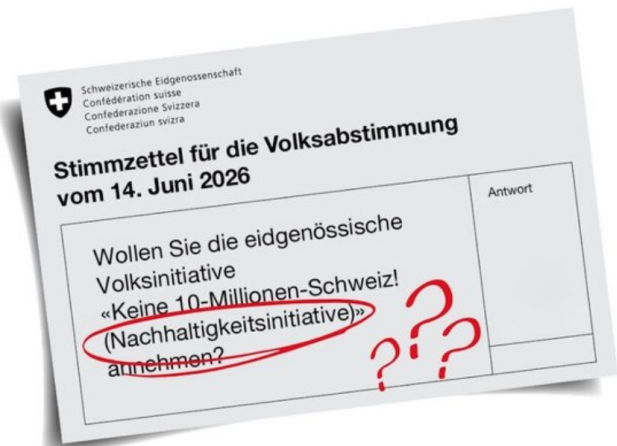 Schweizerische Eidgenossenschaft
Confédération suisse
Confederazione Svizzera
Confederaziun svizra
Stimmzettel für die Volksabstimmung
vom 14. Juni 2026
Antwort
Wollen Sie die eidgenössische
Volksinitiative
«Keine 10-Millionen-Schweiz!
(Nachhaltigkeitsinitiative)»
annehmen?
???